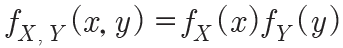 f_{X, Y}(x, y) = f_X(x) f_Y(y)